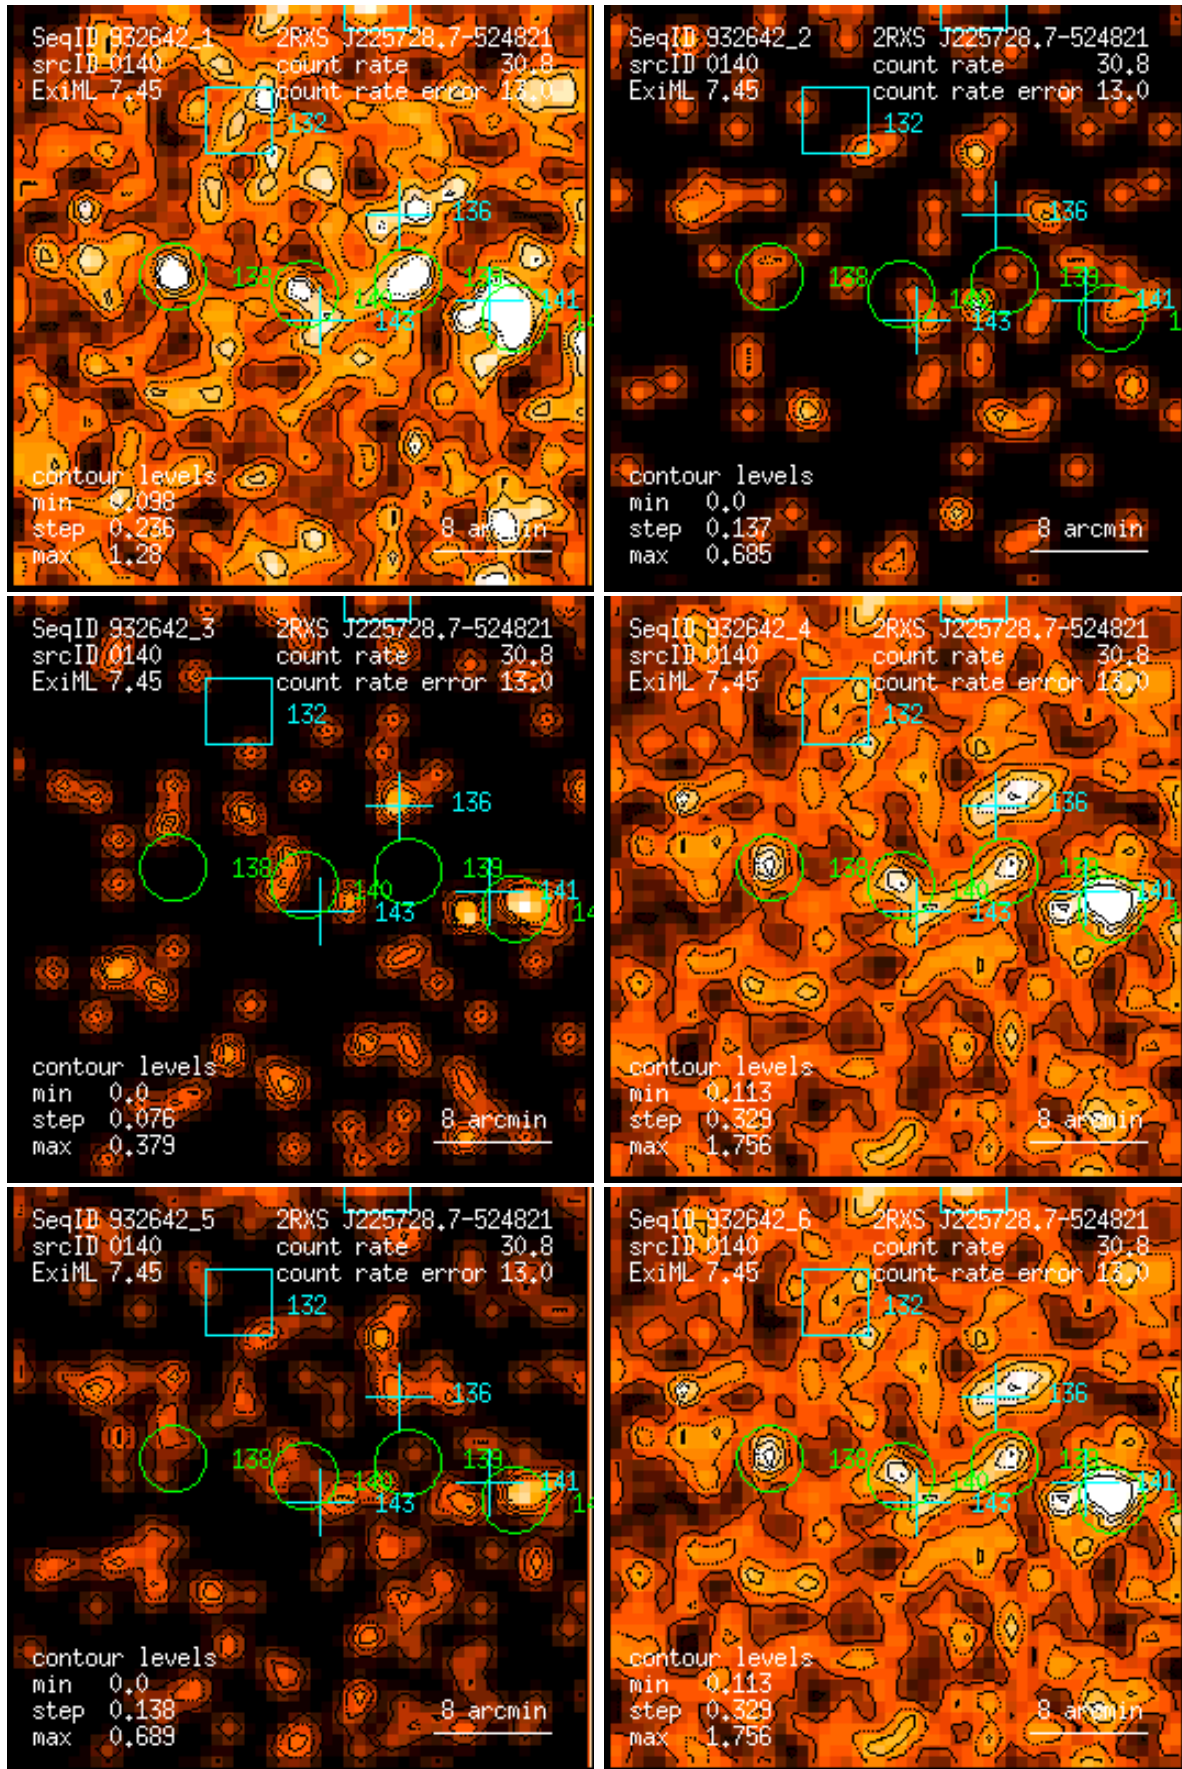 SeqID 932642_1 2RXS J225728.7-524821
srcID 0140 count rate 30.8
ExiML 7.45 count rate error 13.0
132
136
138 139
140 141
143 14
contour levels
min 0.098
step 0.236 8 arcmin
max 1.28
SeqID 932642_2 2RXS J225728.7-524821
srcID 0140 count rate 30.8
ExiML 7.45 count rate error 13.0
132
136
138 139
140 141
143 1
contour levels
min 0.0
step 0.137 8 arcmin
max 0.685
SeqID 932642_3 2RXS J225728.7-524821
srcID 0140 count rate 30.8
ExiML 7.45 count rate error 13.0
132
136
138 139
140 141
143 14
contour levels
min 0.0
step 0.076 8 arcmin
max 0.379
SeqID 932642_4 2RXS J225728.7-524821
srcID 0140 count rate 30.8
ExiML 7.45 count rate error 13.0
132
136
138 139
140 141
143 1
contour levels
min 0.113
step 0.329 8 arcmin
max 1.756
SeqID 932642_5 2RXS J225728.7-524821
srcID 0140 count rate 30.8
ExiML 7.45 count rate error 13.0
132
136
138 139
140 141
143 14
contour levels
min 0.0
step 0.138 8 arcmin
max 0.689
SeqID 932642_6 2RXS J225728.7-524821
srcID 0140 count rate 30.8
ExiML 7.45 count rate error 13.0
132
136
138 139
140 141
143 1
contour levels
min 0.113
step 0.329 8 arcmin
max 1.756